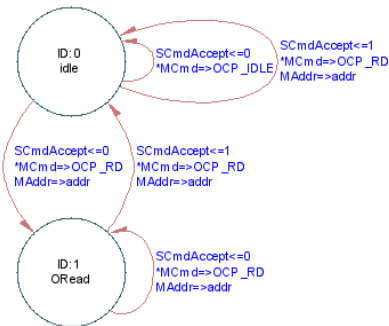 ID: 0
idle
SCmdAccept<=0
*MCmd=>OCP_IDLE
SCmdAccept<=1
*MCmd=>OCP_RD
MAddr=>addr
SCmdAccept<=0
*MCmd=>OCP_RD
MAddr=>addr
SCmdAccept<=1
*MCmd=>OCP_RD
MAddr=>addr
ID: 1
ORead
SCmdAccept<=0
*MCmd=>OCP_RD
MAddr=>addr